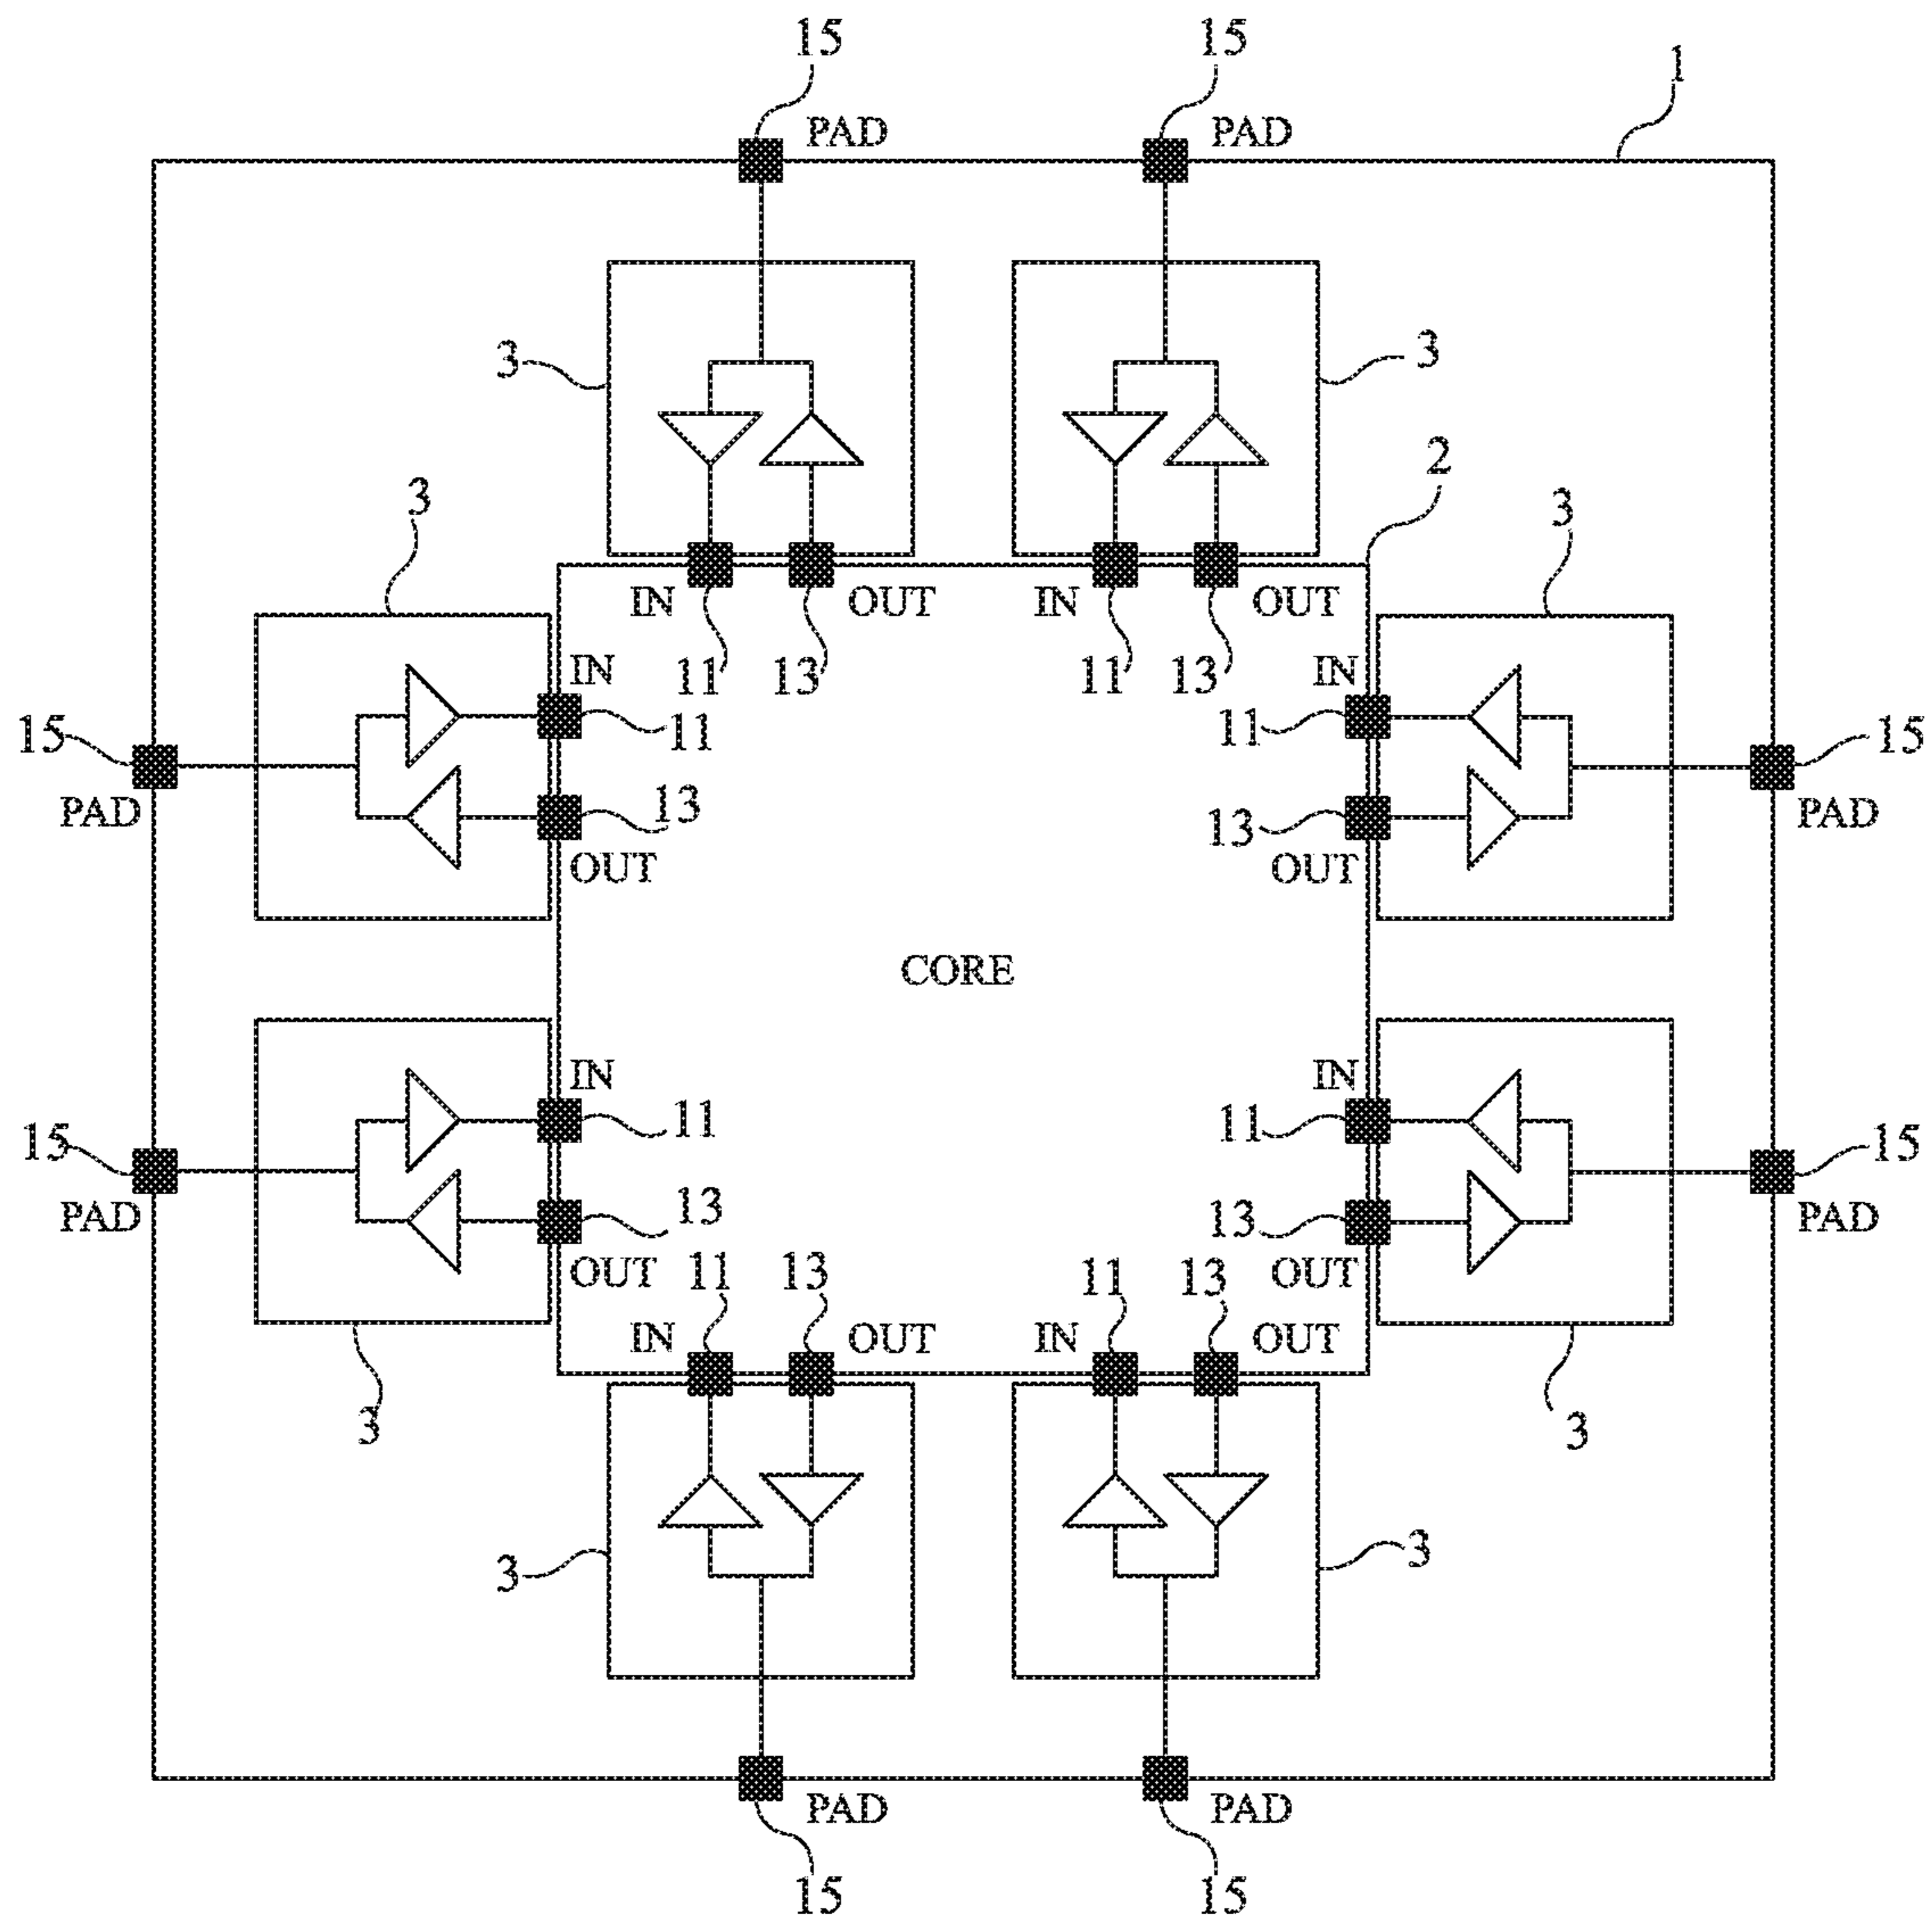 15 15
1
PAD PAD
3 3
2
3 3
IN OUT IN OUT
11 13 11 13
IN IN
11 11
15 15
13 13
PAD PAD
OUT OUT
CORE
IN IN
11 11
15 15
13 13
PAD PAD
OUT 11 13 11 13 OUT
IN OUT IN OUT
3 3
3 3
PAD PAD
15 15